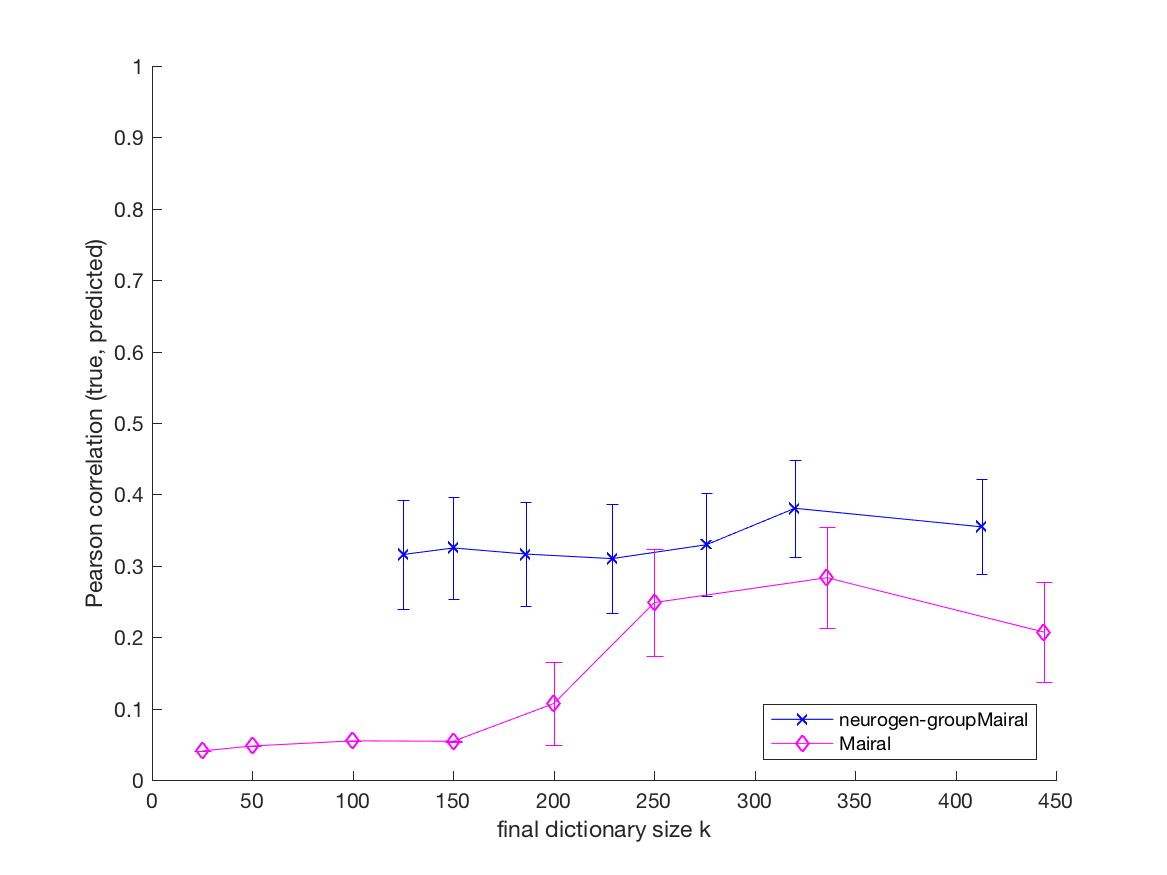 1
0.9
0.8
0.7
0.6
0.5
0.4
0.3
0.2
0.1
0
Pearson correlation (true, predicted)
neurogen-groupMairal
Mairal
0 50 100 150 200 250 300 350 400 450
final dictionary size k